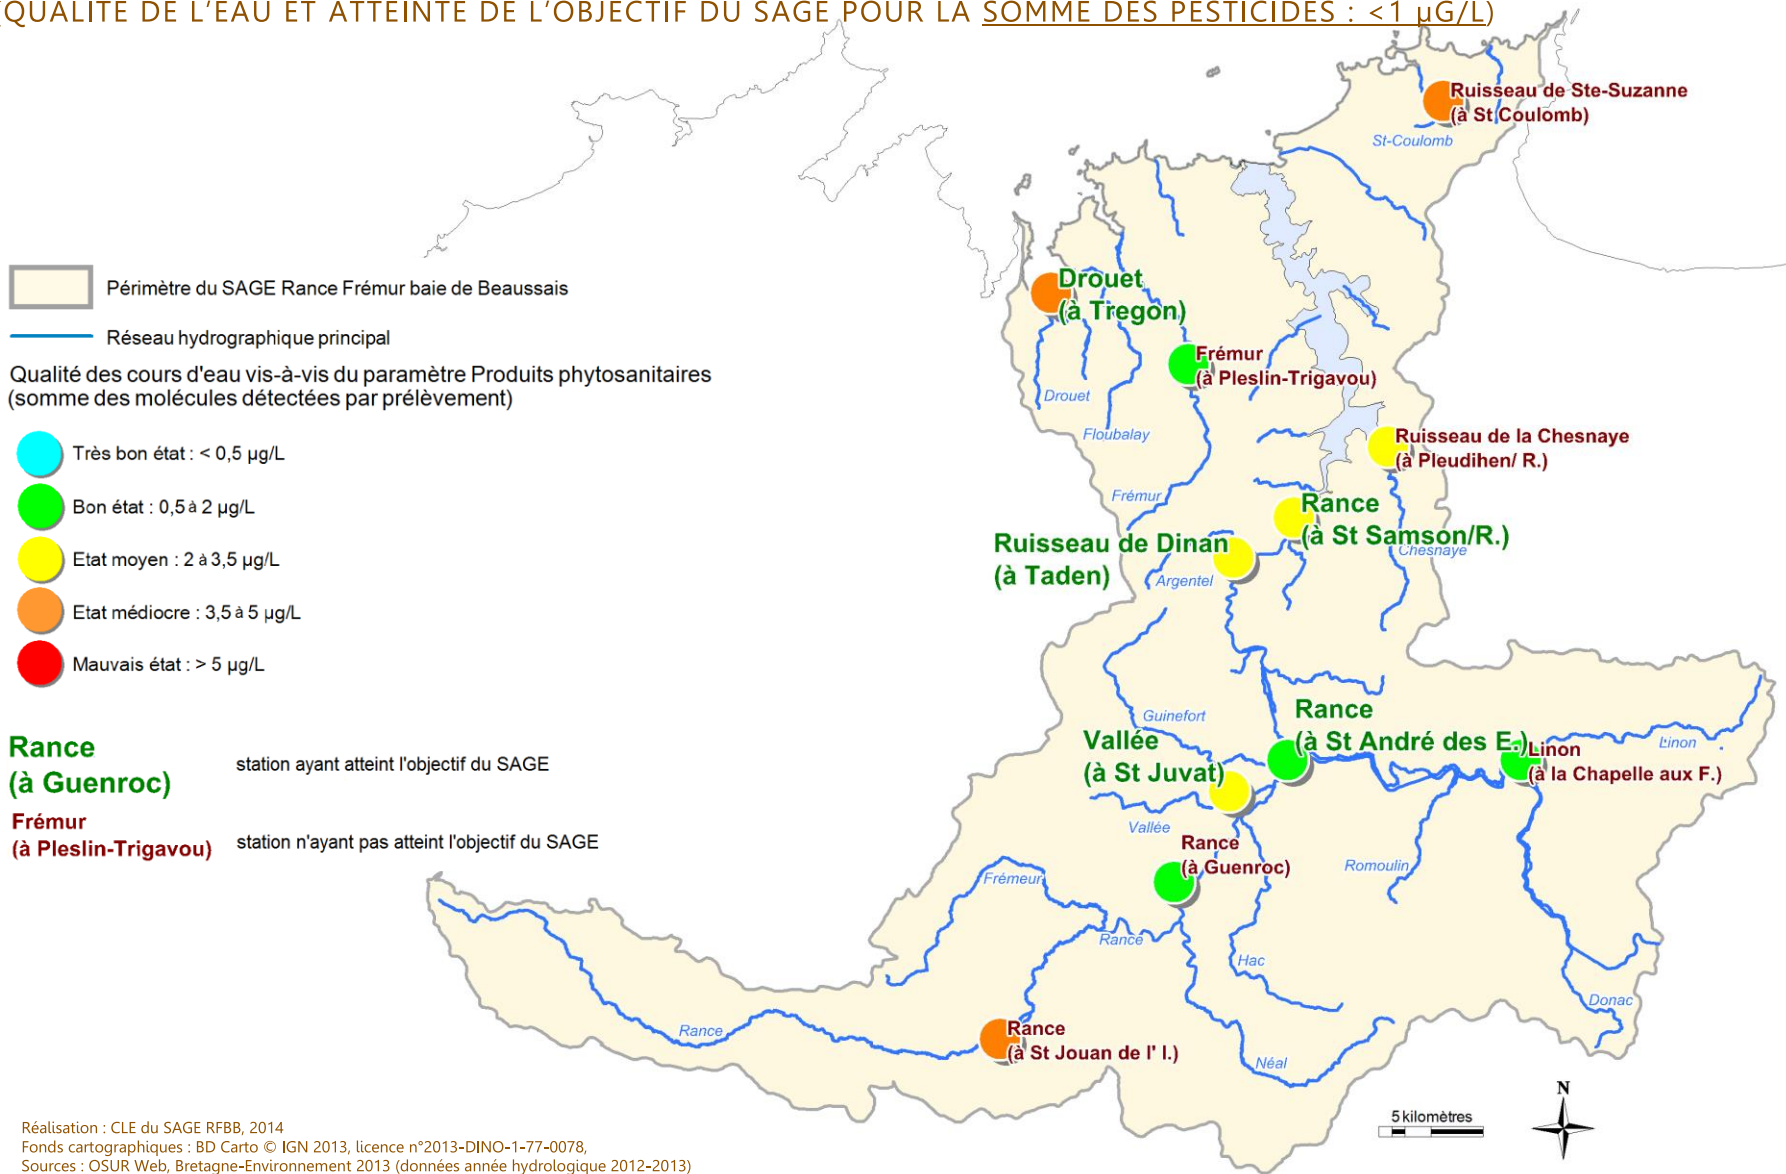 (QUALITÉ DE L'EAU ET ATTEINTE DE L'OBJECTIF DU SAGE POUR LA SOMME DES PESTICIDES : <1 µG/L)
Ruisseau de Ste-Suzanne
(à St Coulomb)
St-Coulomb
Périmètre du SAGE Rance Frémur baie de Beaussais
Réseau hydrographique principal
Qualité des cours d'eau vis-à-vis du paramètre Produits phytosanitaires
(somme des molécules détectées par prélèvement)
Très bon état : < 0,5 µg/L
Bon état : 0,5 à 2 µg/L
Etat moyen : 2 à 3,5 µg/L
Etat médiocre : 3,5 à 5 µg/L
Mauvais état : > 5 µg/L
Rance
(à Guenroc)
station ayant atteint l'objectif du SAGE
Frémur
(à Pleslin-Trigavou)
station n'ayant pas atteint l'objectif du SAGE
Drouet
(à Tregon)
Frémur
(à Pleslin-Trigavou)
Drouet
Floubalay
Ruisseau de la Chesnaye
(à Pleudihen/ R.)
Frémur
Rance
(à St Samson/R.)
Chesnaye
Ruisseau de Dinan
(à Taden)
Argentel
Guinefort
Rance
(à St André des E.)
Vallée
(à St Juvat)
Linon
Linon
(à la Chapelle aux F.)
Vallée
Rance
(à Guenroc)
Romoulin
Frémeur
Rance
Hac
Donac
Rance
Rance
(à St Jouan de l' I.)
Néal
N
5 kilomètres
Réalisation : CLE du SAGE RFBB, 2014
Fonds cartographiques : BD Carto © IGN 2013, licence n°2013-DINO-1-77-0078,
Sources : OSUR Web, Bretagne-Environnement 2013 (données année hydrologique 2012-2013)